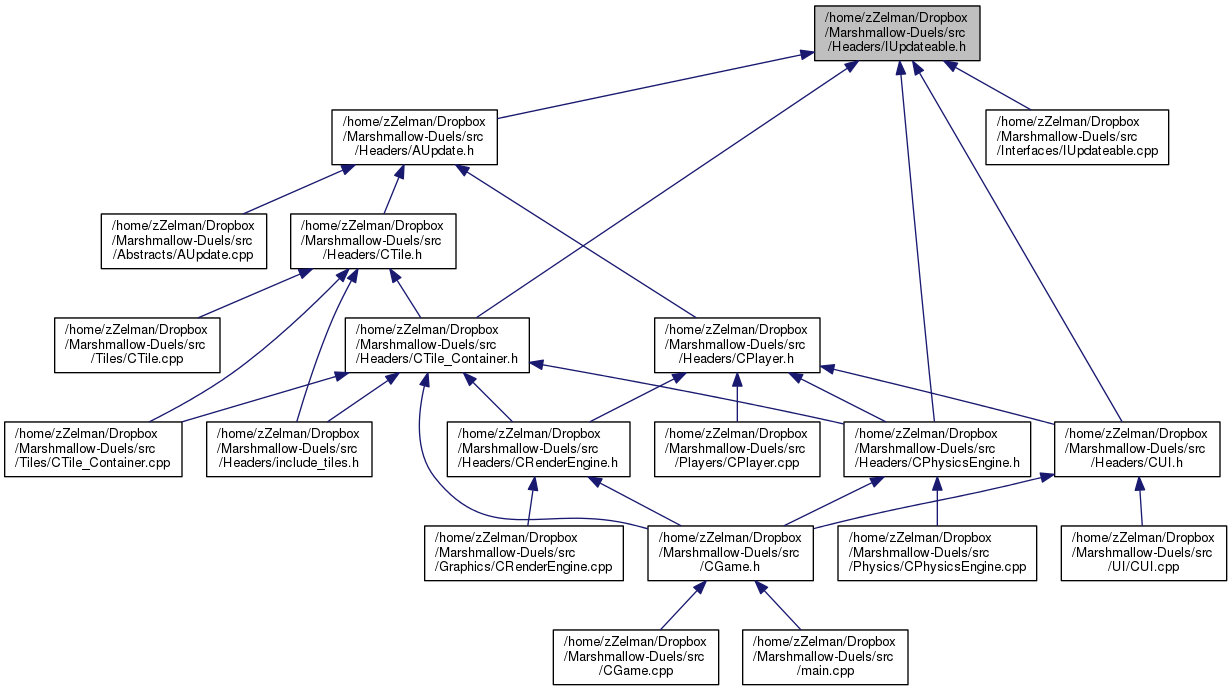 /home/zZelman/Dropbox
/Marshmallow-Duels/src
/Headers/IUpdateable.h
/home/zZelman/Dropbox
/Marshmallow-Duels/src
/Headers/AUpdate.h
/home/zZelman/Dropbox
/Marshmallow-Duels/src
/Interfaces/IUpdateable.cpp
/home/zZelman/Dropbox
/Marshmallow-Duels/src
/Abstracts/AUpdate.cpp
/home/zZelman/Dropbox
/Marshmallow-Duels/src
/Headers/CTile.h
/home/zZelman/Dropbox
/Marshmallow-Duels/src
/Tiles/CTile.cpp
/home/zZelman/Dropbox
/Marshmallow-Duels/src
/Headers/CTile_Container.h
/home/zZelman/Dropbox
/Marshmallow-Duels/src
/Headers/CPlayer.h
/home/zZelman/Dropbox
/Marshmallow-Duels/src
/Tiles/CTile_Container.cpp
/home/zZelman/Dropbox
/Marshmallow-Duels/src
/Headers/include_tiles.h
/home/zZelman/Dropbox
/Marshmallow-Duels/src
/Headers/CRenderEngine.h
/home/zZelman/Dropbox
/Marshmallow-Duels/src
/Players/CPlayer.cpp
/home/zZelman/Dropbox
/Marshmallow-Duels/src
/Headers/CPhysicsEngine.h
/home/zZelman/Dropbox
/Marshmallow-Duels/src
/Headers/CUI.h
/home/zZelman/Dropbox
/Marshmallow-Duels/src
/Graphics/CRenderEngine.cpp
/home/zZelman/Dropbox
/Marshmallow-Duels/src
/CGame.h
/home/zZelman/Dropbox
/Marshmallow-Duels/src
/Physics/CPhysicsEngine.cpp
/home/zZelman/Dropbox
/Marshmallow-Duels/src
/UI/CUI.cpp
/home/zZelman/Dropbox
/Marshmallow-Duels/src
/CGame.cpp
/home/zZelman/Dropbox
/Marshmallow-Duels/src
/main.cpp